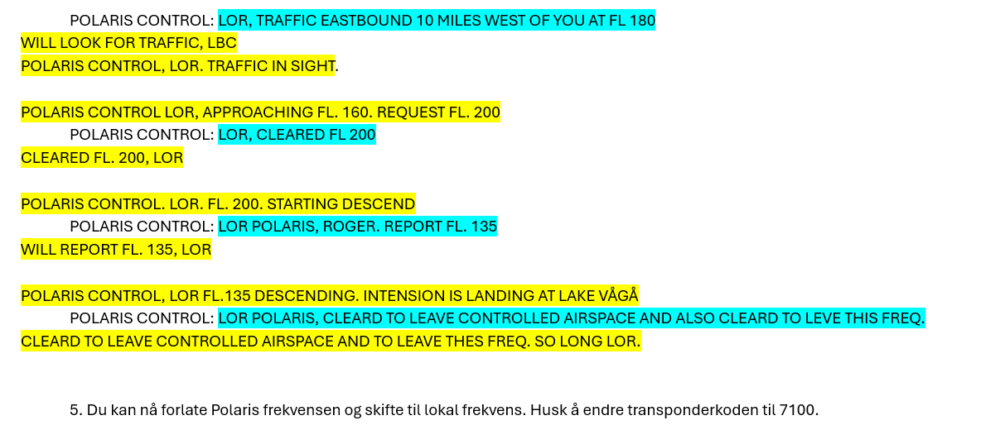 POLARIS CONTROL: LOR, TRAFFIC EASTBOUND 10 MILES WEST OF YOU AT FL 180
WILL LOOK FOR TRAFFIC, LBC
POLARIS CONTROL, LOR. TRAFFIC IN SIGHT.
POLARIS CONTROL LOR, APPROACHING FL. 160. REQUEST FL. 200
POLARIS CONTROL: LOR, CLEARED FL 200
CLEARED FL. 200, LOR
POLARIS CONTROL. LOR. FL. 200. STARTING DESCEND
POLARIS CONTROL: LOR POLARIS, ROGER. REPORT FL. 135
WILL REPORT FL. 135, LOR
POLARIS CONTROL, LOR FL.135 DESCENDING. INTENSION IS LANDING AT LAKE VÅGÅ
POLARIS CONTROL: LOR POLARIS, CLEARD TO LEAVE CONTROLLED AIRSPACE AND ALSO CLEARD TO LEVE THIS FREQ.
CLEARD TO LEAVE CONTROLLED AIRSPACE AND TO LEAVE THES FREQ. SO LONG LOR.
5. Du kan nå forlate Polaris frekvensen og skifte til lokal frekvens. Husk å endre transponderkoden til 7100.